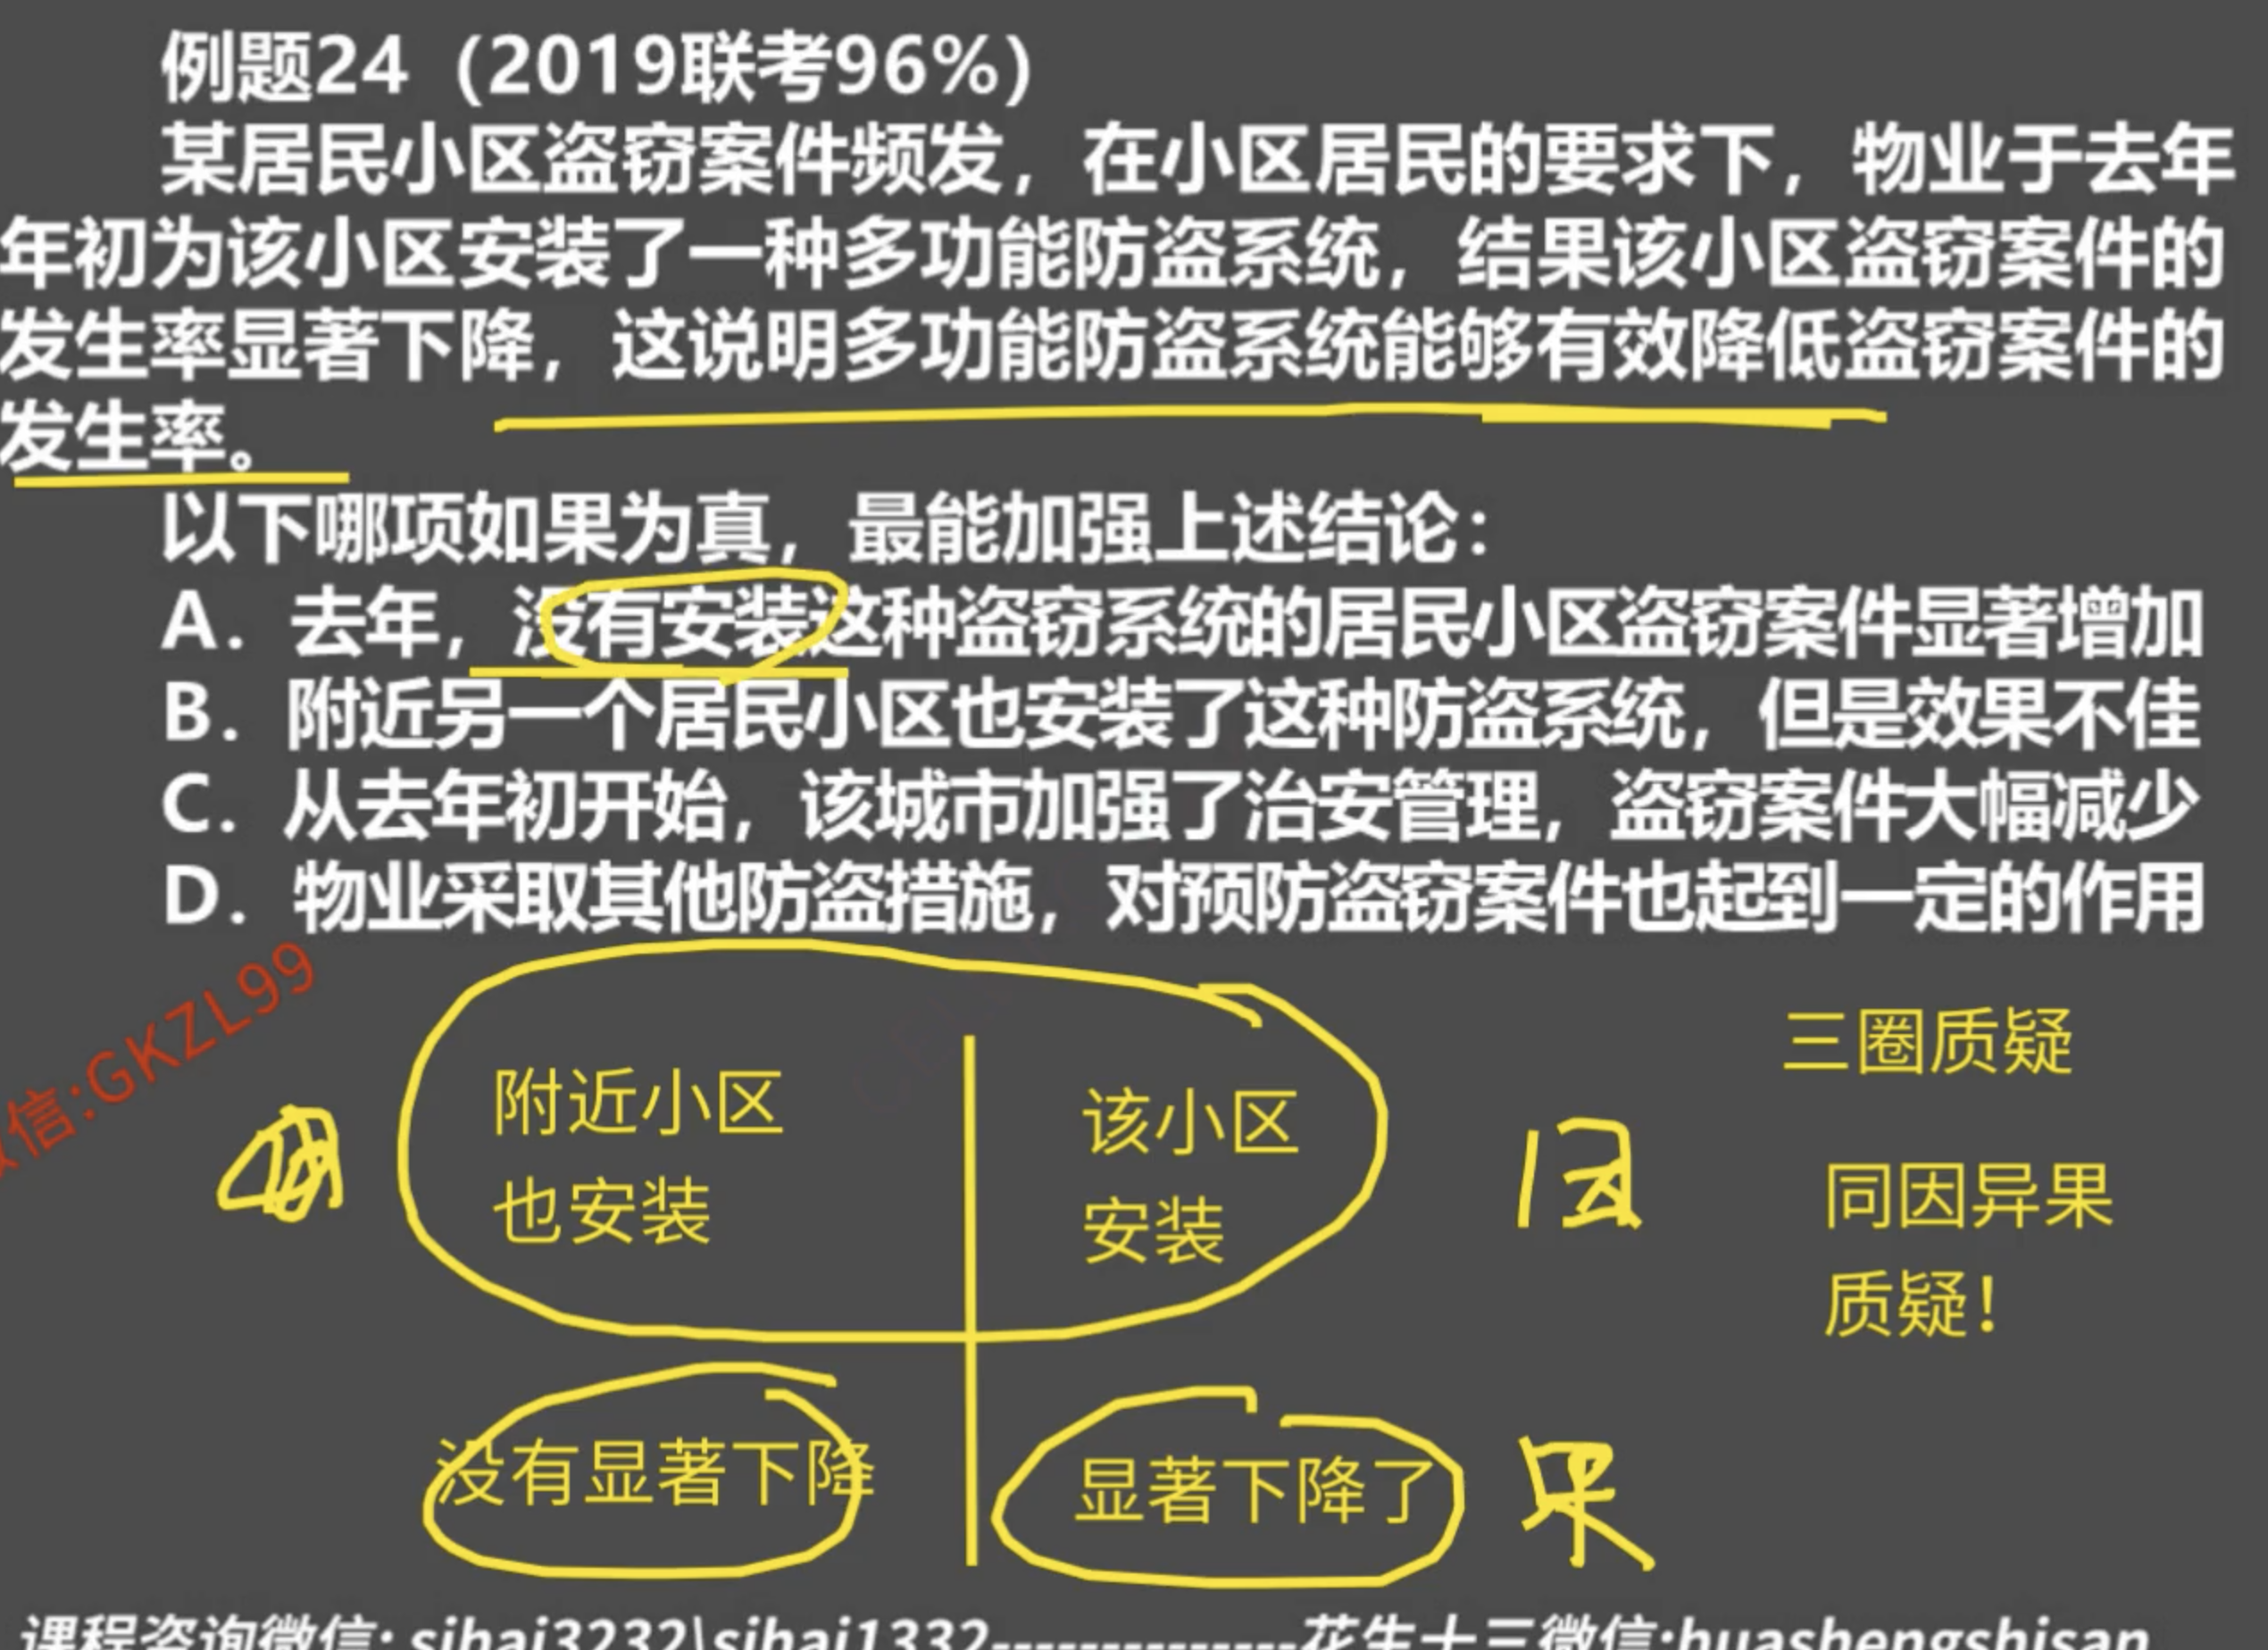 例题24（2019联考96%）
某居民小区盗窃案件频发，在小区居民的要求下，物业于去年
年初为该小区安装了一种多功能防盗系统，结果该小区盗窃案件的
发生率显著下降，这说明多功能防盗系统能够有效降低盗窃案件的
发生率。
以下哪项如果为真，最能加强上述结论：
A．去年，没有安装这种盗窃系统的居民小区盗窃案件显著增加
B．附近另一个居民小区也安装了这种防盗系统，但是效果不佳
C．从去年初开始，该城市加强了治安管理，盗窃案件大幅减少
D．物业采取其他防盗措施，对预防盗窃案件也起到一定的作用
信:GKZL99
三圈质疑
附近小区
该小区
也安装
安装
因
同因异果
质疑！
没有显著下降
显著下降了
果
课程咨询微信: sihai3232\sihai1332--------------花生十三微信:huashengshisan